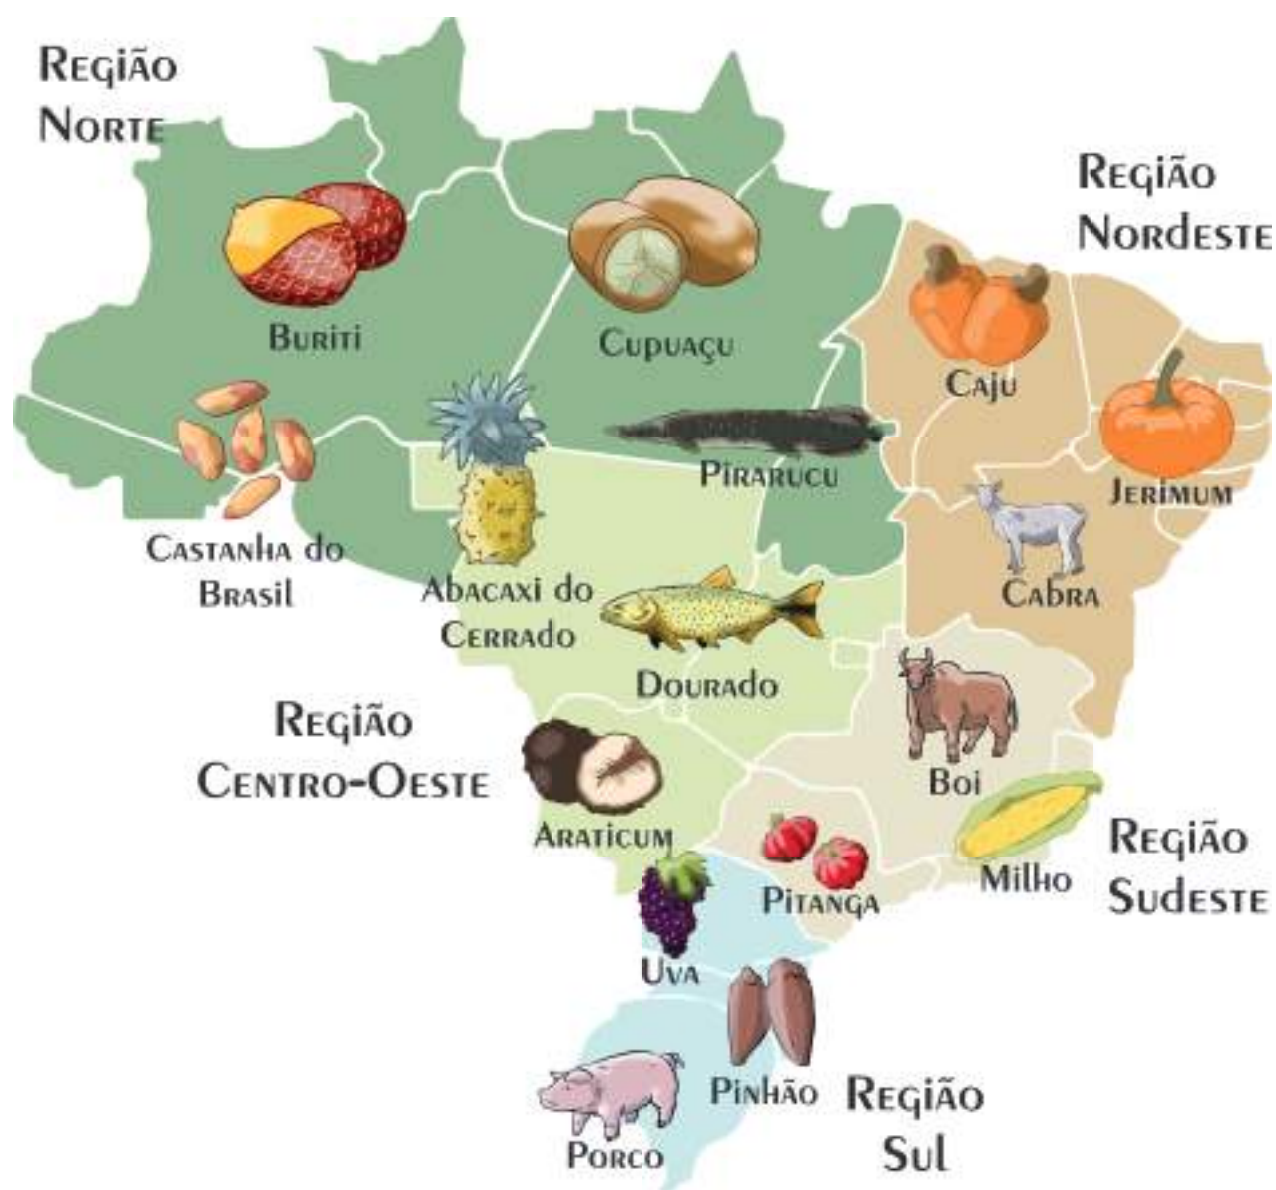 Região
Norte
Região
Nordeste
Buriti
Cupuaçu
Caju
Pirarucu
Jerimum
Castanha do
Brasil
Abacaxi do
Cerrado
Cabra
Dourado
Região
Centro-Oeste
Boi
Araticum
Milho
Região
Sudeste
Pitanga
Uva
Pinhão
Região
Sul
Porco